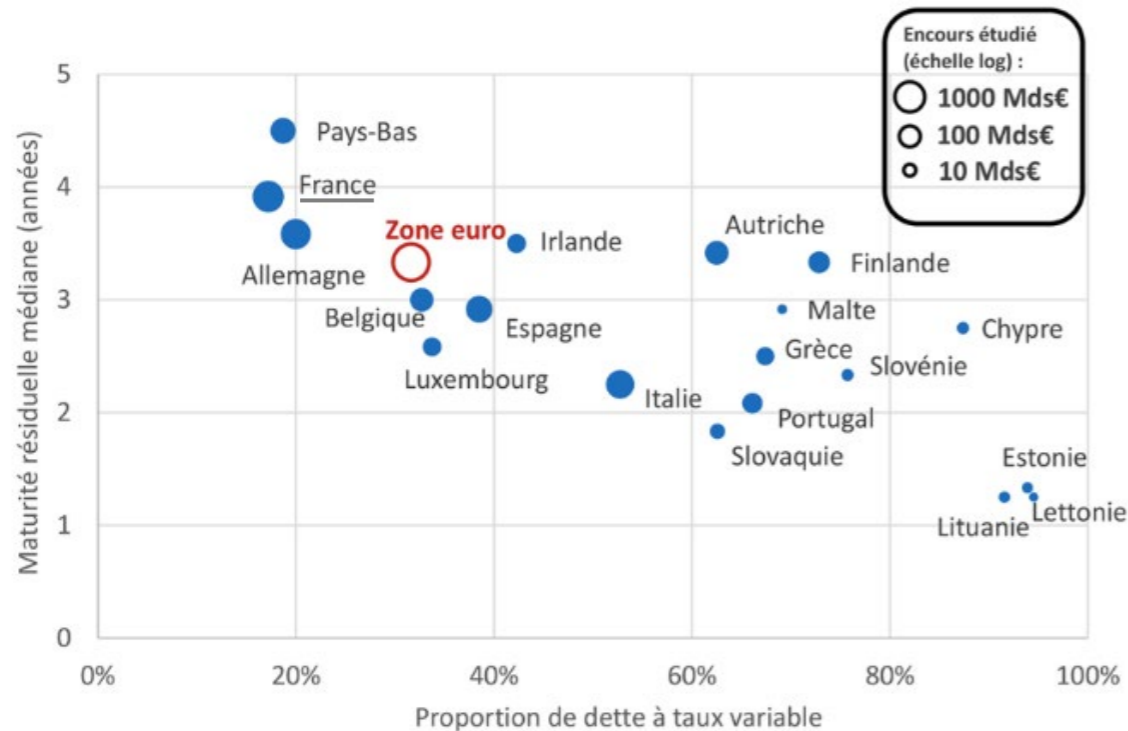 Encours étudié
(échelle log) :
1000 Mds€
100 Mds€
10 Mds€
Maturité résiduelle médiane (années)
5
4
3
2
1
0
Pays-Bas
France
Zone euro
Irlande
Autriche
Allemagne
Finlande
Belgique
Espagne
Malte
Chypre
Luxembourg
Grèce
Slovénie
Italie
Portugal
Slovaquie
Estonie
Lettonie
Lituanie
0%
20%
40%
60%
80%
100%
Proportion de dette à taux variable